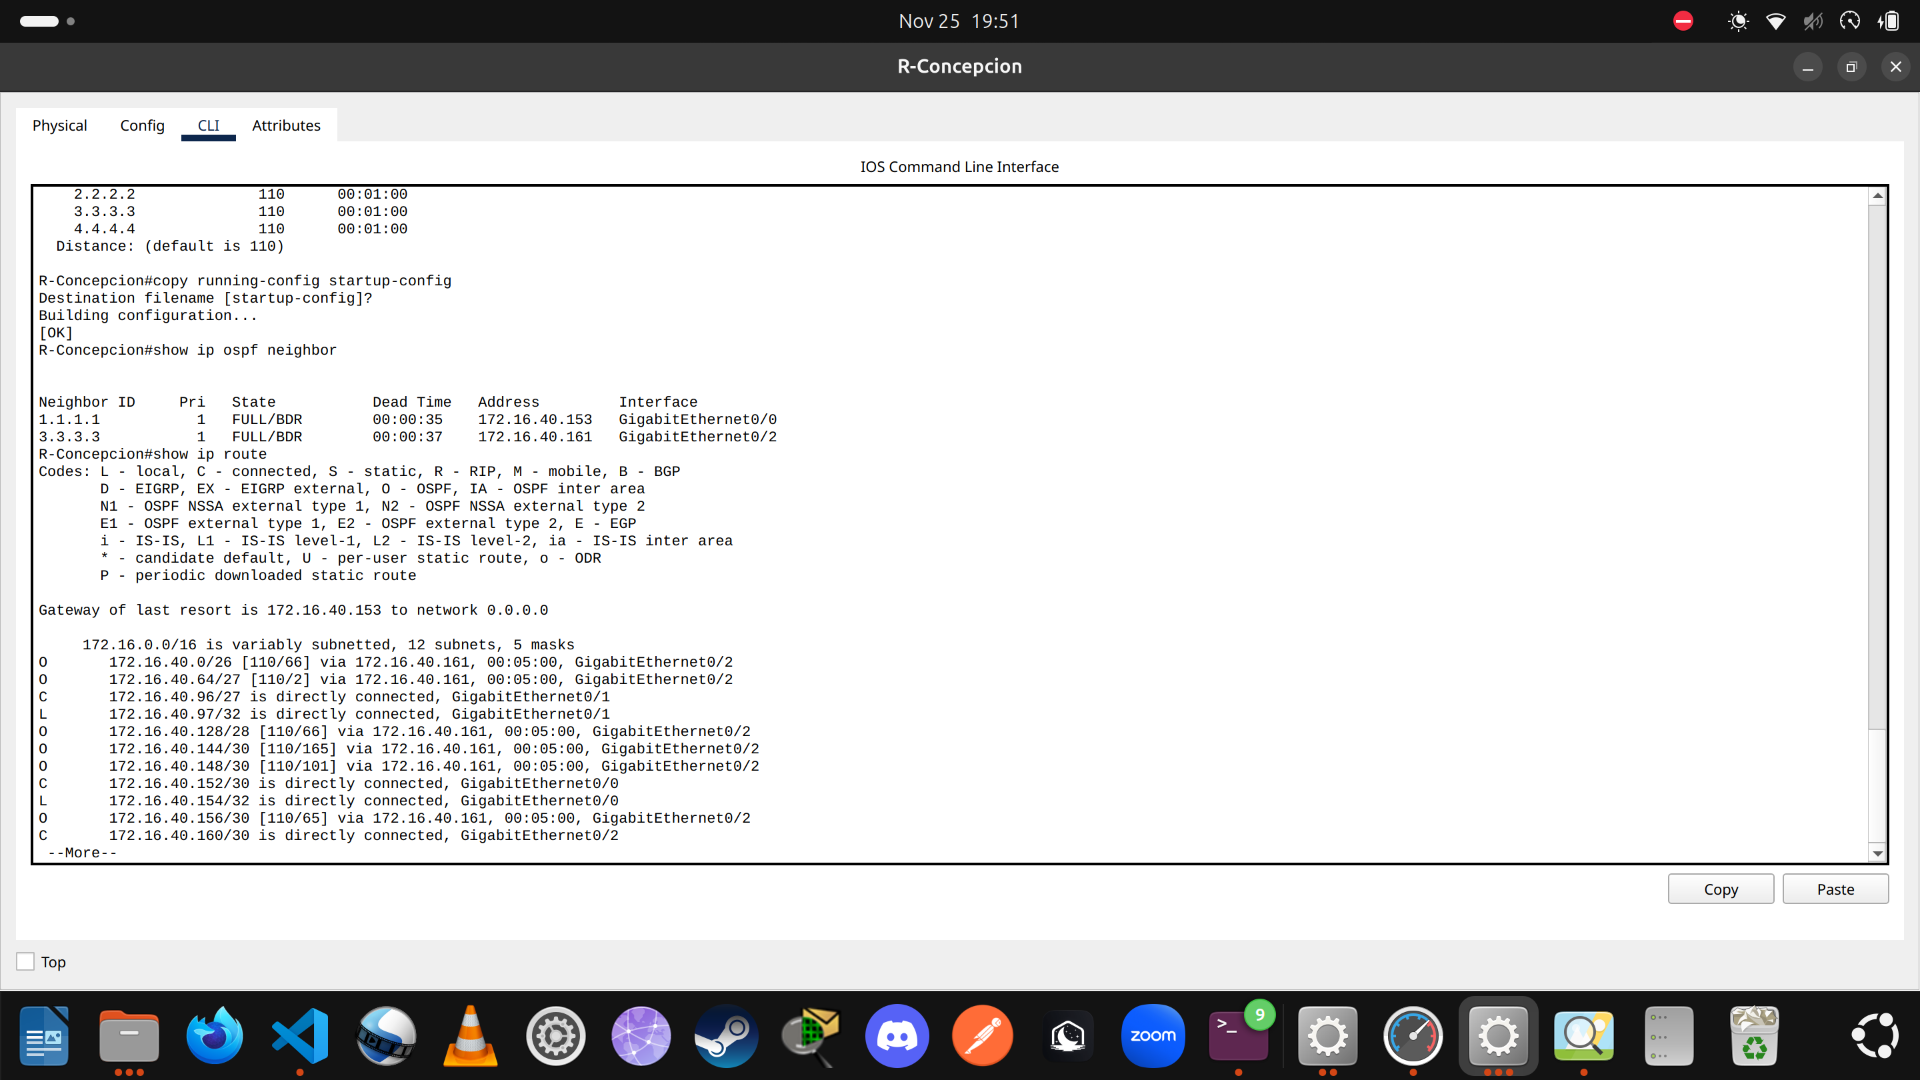 Nov 25 19:51
R-Concepcion
Physical Config CLI Attributes
IOS Command Line Interface
2.2.2.2 110 00:01:00
3.3.3.3 110 00:01:00
4.4.4.4 110 00:01:00
Distance: (default is 110)
R-Concepcion#copy running-config startup-config
Destination filename [startup-config]?
Building configuration...
[OK]
R-Concepcion#show ip ospf neighbor
Neighbor ID Pri State Dead Time Address Interface
1.1.1.1 1 FULL/BDR 00:00:35 172.16.40.153 GigabitEthernet0/0
3.3.3.3 1 FULL/BDR 00:00:37 172.16.40.161 GigabitEthernet0/2
R-Concepcion#show ip route
Codes: L - local, C - connected, S - static, R - RIP, M - mobile, B - BGP
D - EIGRP, EX - EIGRP external, O - OSPF, IA - OSPF inter area
N1 - OSPF NSSA external type 1, N2 - OSPF NSSA external type 2
E1 - OSPF external type 1, E2 - OSPF external type 2, E - EGP
i - IS-IS, L1 - IS-IS level-1, L2 - IS-IS level-2, ia - IS-IS inter area
* - candidate default, U - per-user static route, o - ODR
P - periodic downloaded static route
Gateway of last resort is 172.16.40.153 to network 0.0.0.0
172.16.0.0/16 is variably subnetted, 12 subnets, 5 masks
O 172.16.40.0/26 [110/66] via 172.16.40.161, 00:05:00, GigabitEthernet0/2
O 172.16.40.64/27 [110/2] via 172.16.40.161, 00:05:00, GigabitEthernet0/2
C 172.16.40.96/27 is directly connected, GigabitEthernet0/1
L 172.16.40.97/32 is directly connected, GigabitEthernet0/1
O 172.16.40.128/28 [110/66] via 172.16.40.161, 00:05:00, GigabitEthernet0/2
O 172.16.40.144/30 [110/165] via 172.16.40.161, 00:05:00, GigabitEthernet0/2
O 172.16.40.148/30 [110/101] via 172.16.40.161, 00:05:00, GigabitEthernet0/2
C 172.16.40.152/30 is directly connected, GigabitEthernet0/0
L 172.16.40.154/32 is directly connected, GigabitEthernet0/0
O 172.16.40.156/30 [110/65] via 172.16.40.161, 00:05:00, GigabitEthernet0/2
C 172.16.40.160/30 is directly connected, GigabitEthernet0/2
--More--
Copy Paste
Top
zoom
>_
9